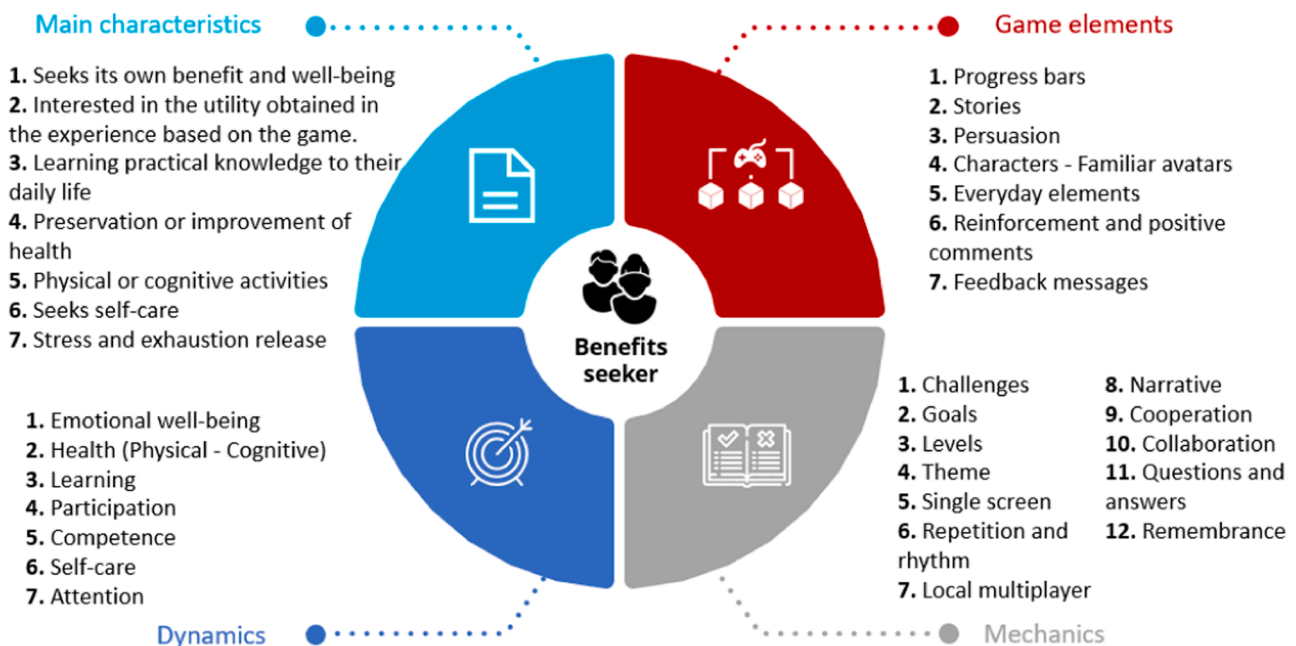 Main characteristics
1. Seeks its own benefit and well-being
2. Interested in the utility obtained in
the experience based on the game.
3. Learning practical knowledge to their
daily life
4. Preservation or improvement of
health
5. Physical or cognitive activities
6. Seeks self-care
7. Stress and exhaustion release
Game elements
1. Progress bars
2. Stories
3. Persuasion
4. Characters - Familiar avatars
5. Everyday elements
6. Reinforcement and positive
comments
7. Feedback messages
Benefits
seeker
1. Emotional well-being
2. Health (Physical - Cognitive)
3. Learning
4. Participation
5. Competence
6. Self-care
7. Attention
Dynamics
1. Challenges
2. Goals
3. Levels
4. Theme
5. Single screen
6. Repetition and
rhythm
7. Local multiplayer
8. Narrative
9. Cooperation
10. Collaboration
11. Questions and
answers
12. Remembrance
Mechanics